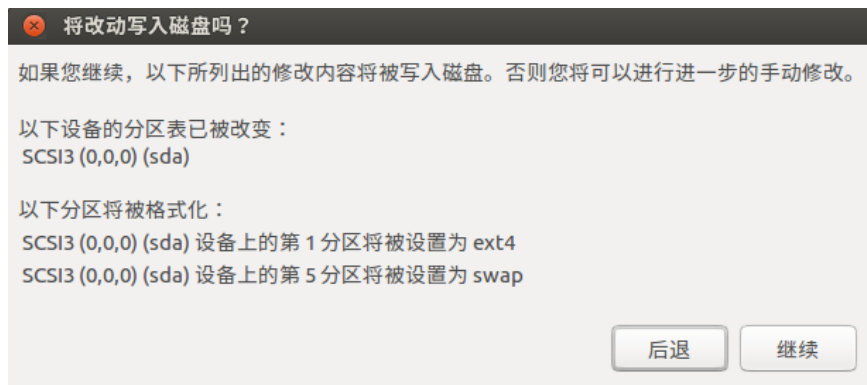 将改动写入磁盘吗？
如果您继续，以下所列出的修改内容将被写入磁盘。否则您将可以进行进一步的手动修改。
以下设备的分区表已被改变：
SCSI3 (0,0,0) (sda)
以下分区将被格式化：
SCSI3 (0,0,0) (sda) 设备上的第 1 分区将被设置为 ext4
SCSI3 (0,0,0) (sda) 设备上的第 5 分区将被设置为 swap
后退 继续